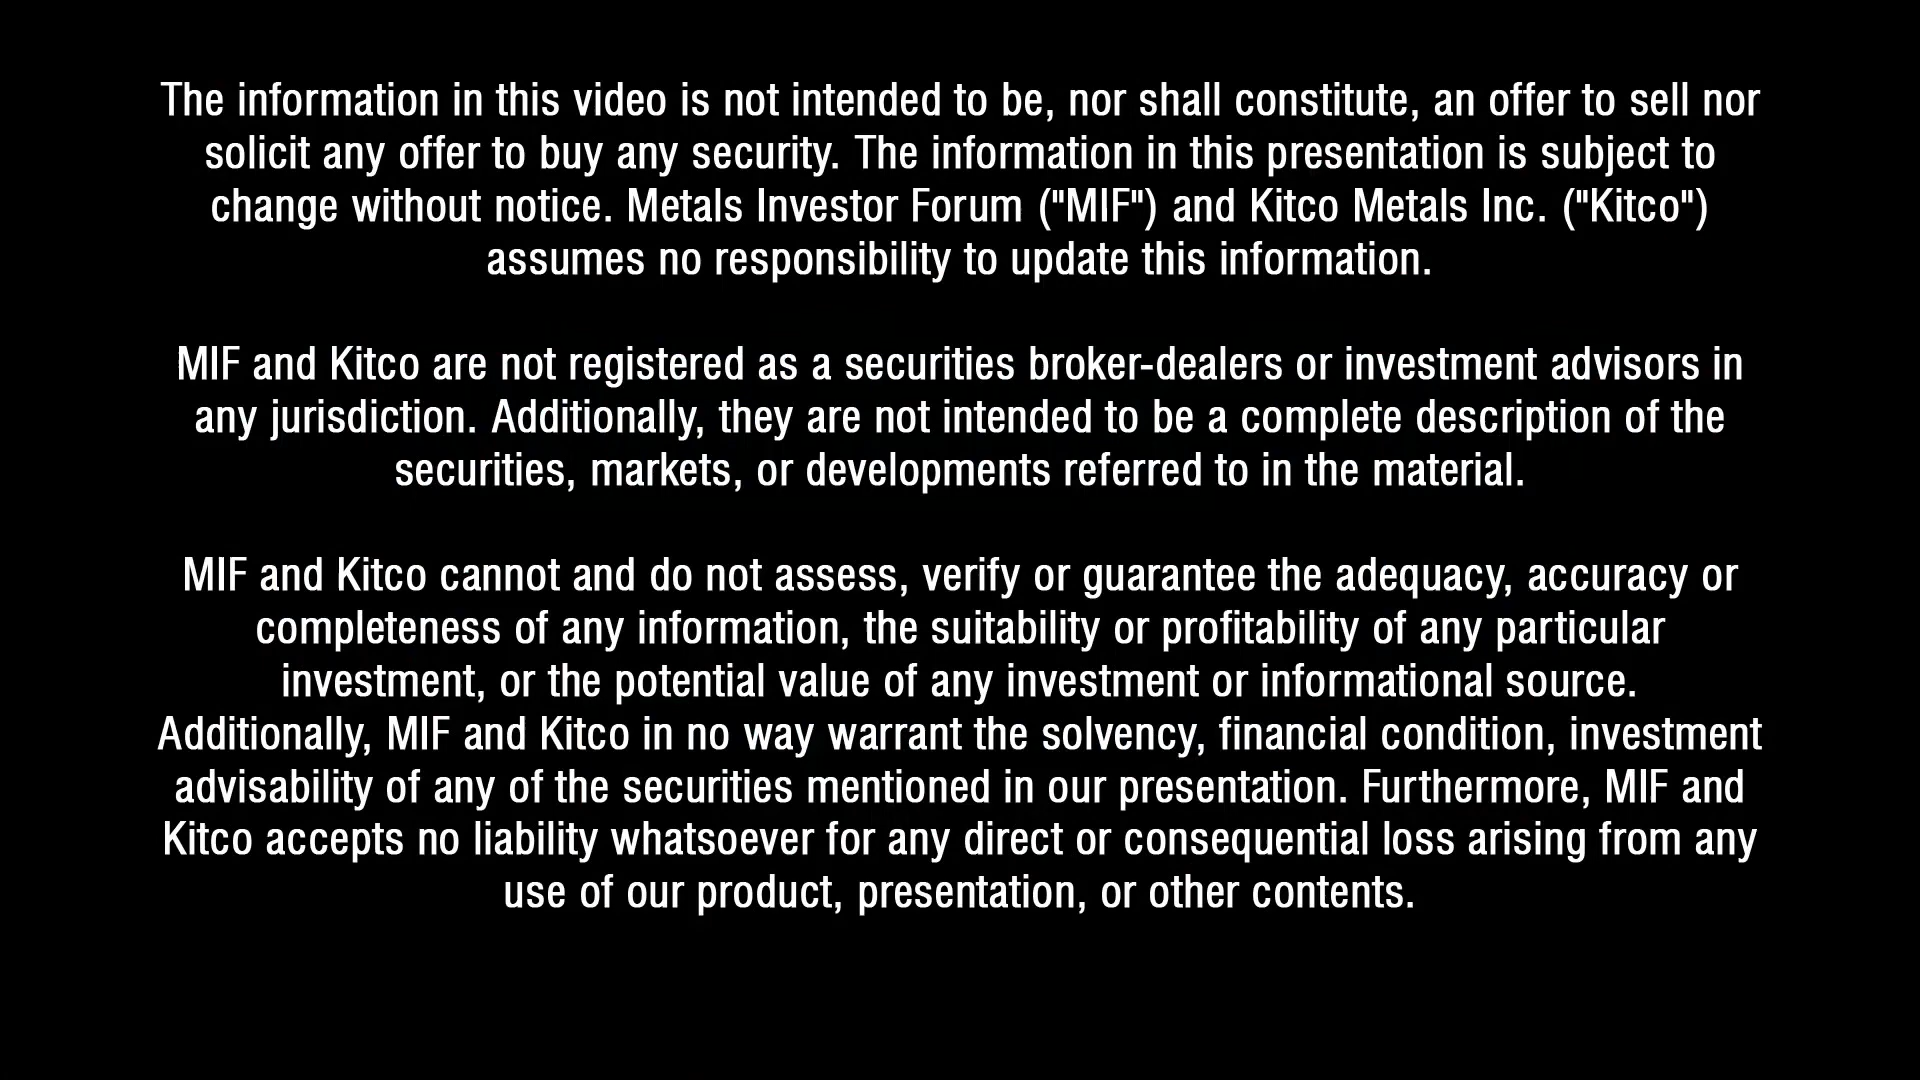 The information in this video is not intended to be, nor shall constitute, an offer to sell nor
solicit any offer to buy any security. The information in this presentation is subject to
change without notice. Metals Investor Forum ("MIF") and Kitco Metals Inc. ("Kitco")
assumes no responsibility to update this information.
MIF and Kitco are not registered as a securities broker-dealers or investment advisors in
any jurisdiction. Additionally, they are not intended to be a complete description of the
securities, markets, or developments referred to in the material.
MIF and Kitco cannot and do not assess, verify or guarantee the adequacy, accuracy or
completeness of any information, the suitability or profitability of any particular
investment, or the potential value of any investment or informational source.
Additionally, MIF and Kitco in no way warrant the solvency, financial condition, investment
advisability of any of the securities mentioned in our presentation. Furthermore, MIF and
Kitco accepts no liability whatsoever for any direct or consequential loss arising from any
use of our product, presentation, or other contents.